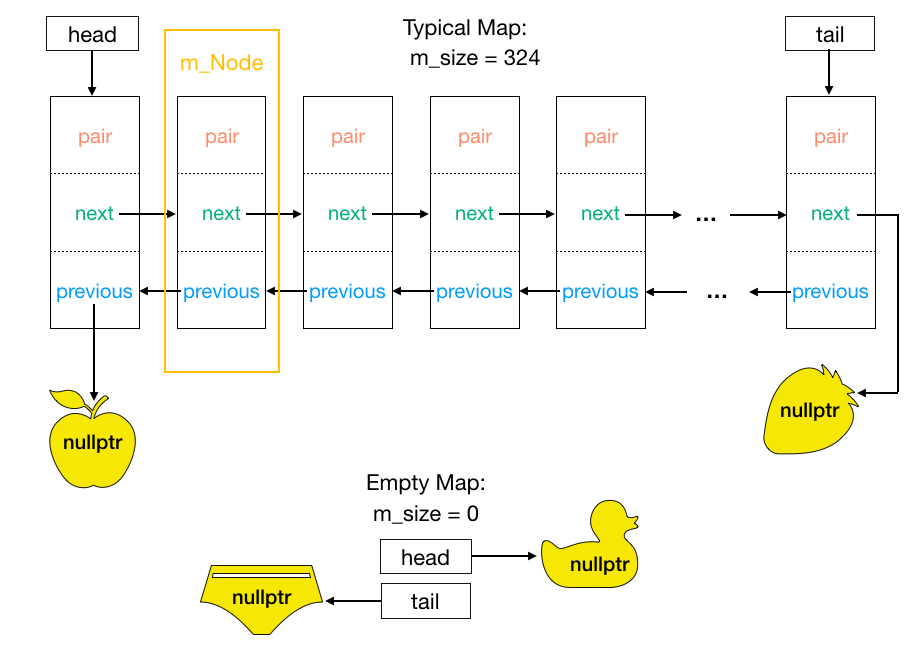 head
Typical Map:
m_size = 324
tail
m_Node
pair pair pair pair pair pair
next next next next next ... next
previous previous previous previous previous ... previous
nullptr
nullptr
Empty Map:
m_size = 0
head
nullptr
nullptr
tail